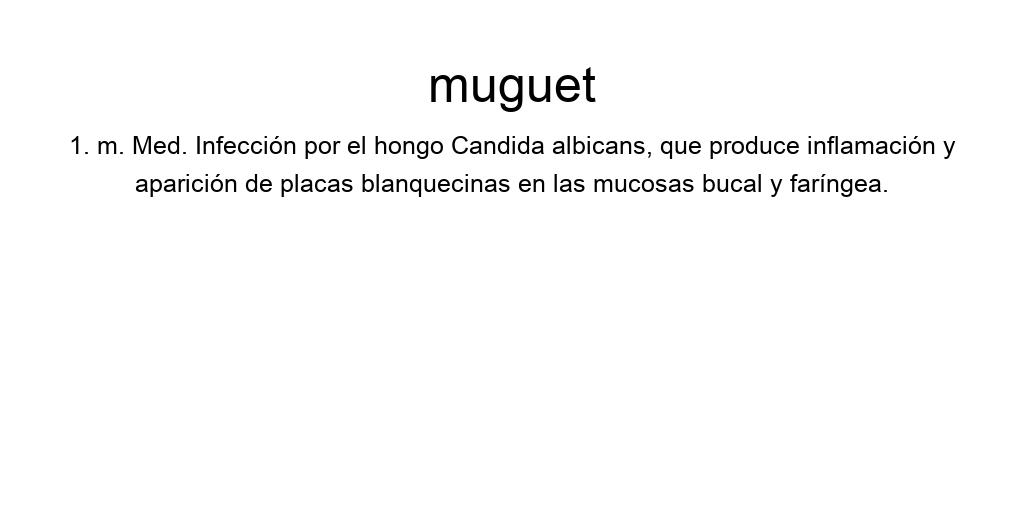 muguet
1. m. Med. Infección por el hongo Candida albicans, que produce inflamación y
aparición de placas blanquecinas en las mucosas bucal y faríngea.